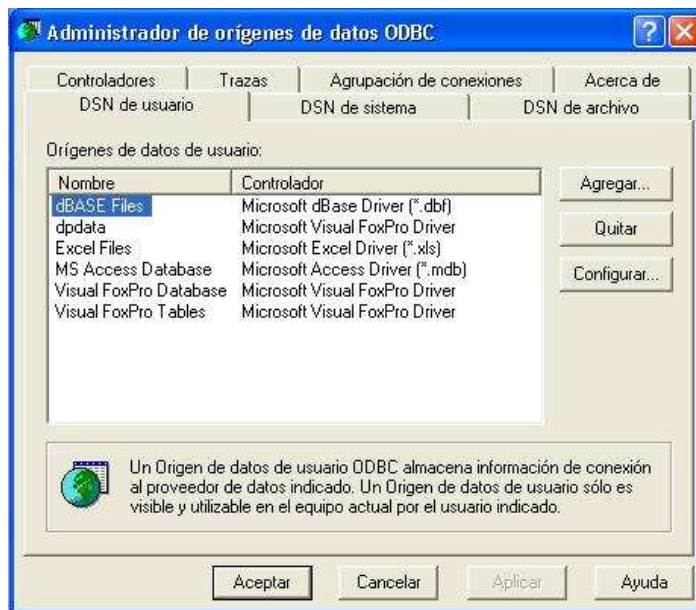 Administrador de orígenes de datos ODBC
Controladores Trazas Agrupación de conexiones Acerca de
DSN de usuario DSN de sistema DSN de archivo
Orígenes de datos de usuario:
Nombre Controlador
dBASE Files Microsoft dBase Driver (*.dbf)
dpdata Microsoft Visual FoxPro Driver
Excel Files Microsoft Excel Driver (*.xls)
MS Access Database Microsoft Access Driver (*.mdb)
Visual FoxPro Database Microsoft Visual FoxPro Driver
Visual FoxPro Tables Microsoft Visual FoxPro Driver
Agregar...
Quitar
Configurar...
Un Origen de datos de usuario ODBC almacena información de conexión
al proveedor de datos indicado. Un Origen de datos de usuario sólo es
visible y utilizable en el equipo actual por el usuario indicado.
Aceptar Cancelar Aplicar Ayuda